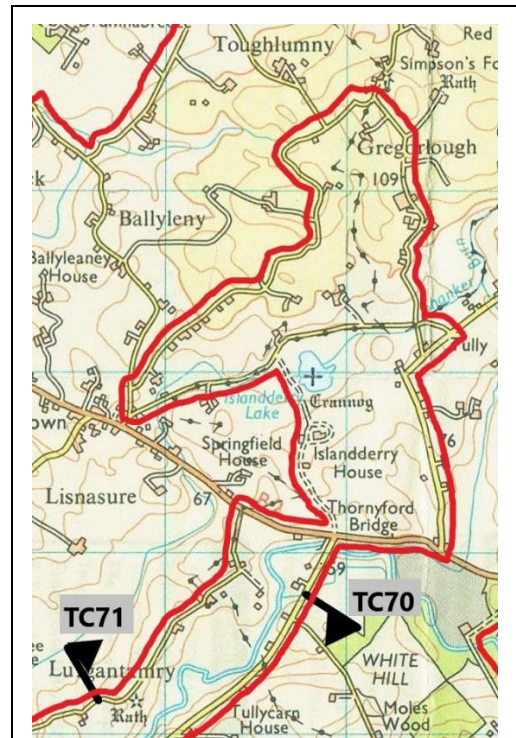 Toughlumny
Red
Simpson's Fo
Rath
Gregorlough
109
Ballyleny
Ballyleaney
House
Tully
Islandderry
Lake
Crannog
own
Springfield
House
76
Islandderry
House
Lisnasure
67
Thornyford
Bridge
59
TC71
TC70
WHITE
HILL
Rath
Moles
Wood
Tullycarn
House